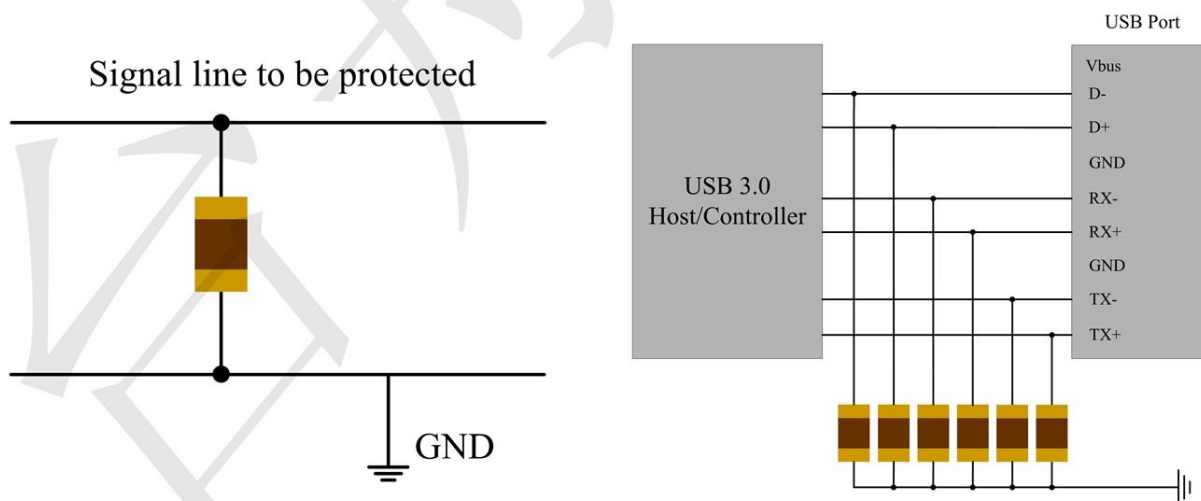 Signal line to be protected
GND
USB Port
USB 3.0
Host/Controller
Vbus
D-
D+
GND
RX-
RX+
GND
TX-
TX+